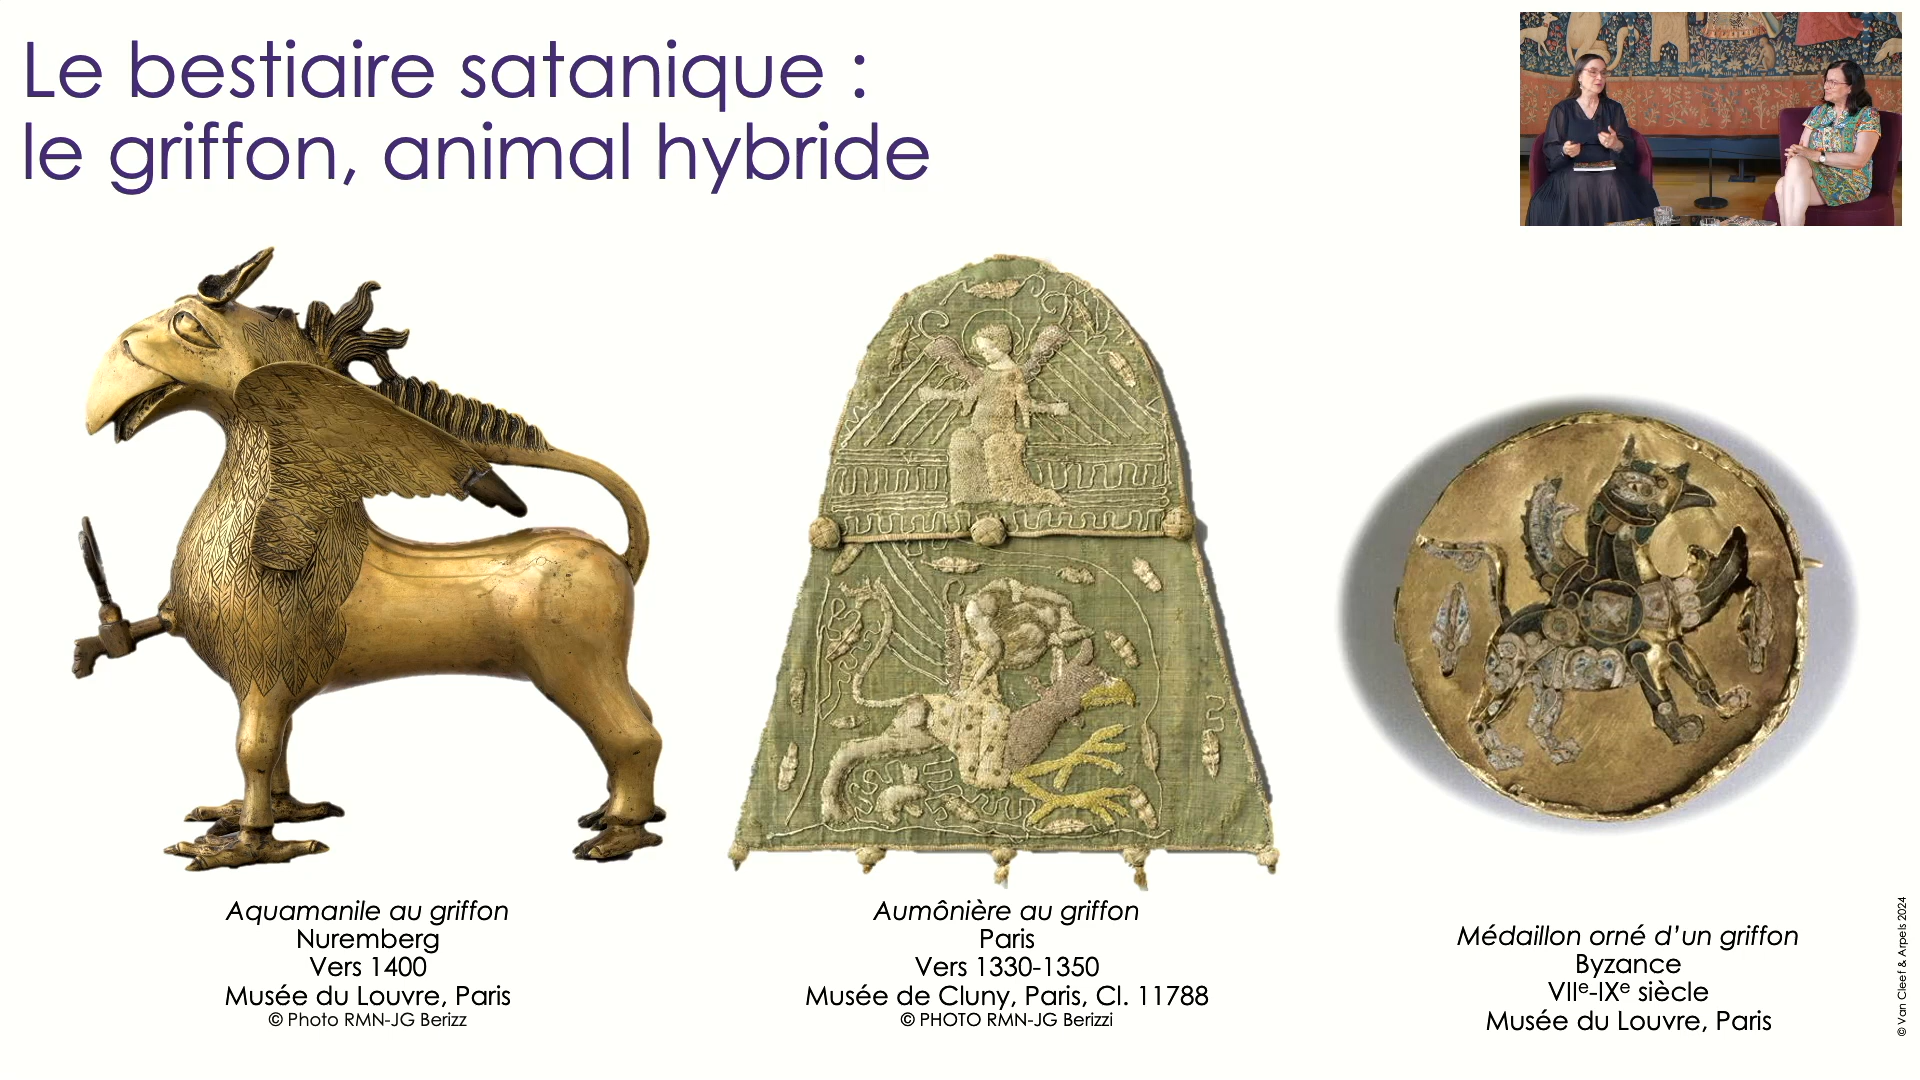 Le bestiaire satanique :
le griffon, animal hybride
Aquamanile au griffon
Nuremberg
Vers 1400
Musée du Louvre, Paris
© Photo RMN-JG Berizz
Aumônière au griffon
Paris
Vers 1330-1350
Musée de Cluny, Paris, Cl. 11788
© PHOTO RMN-JG Berizzi
Médaillon orné d’un griffon
Byzance
VIIᵉ-IXᵉ siècle
Musée du Louvre, Paris
© Van Cleef & Arpels 2024